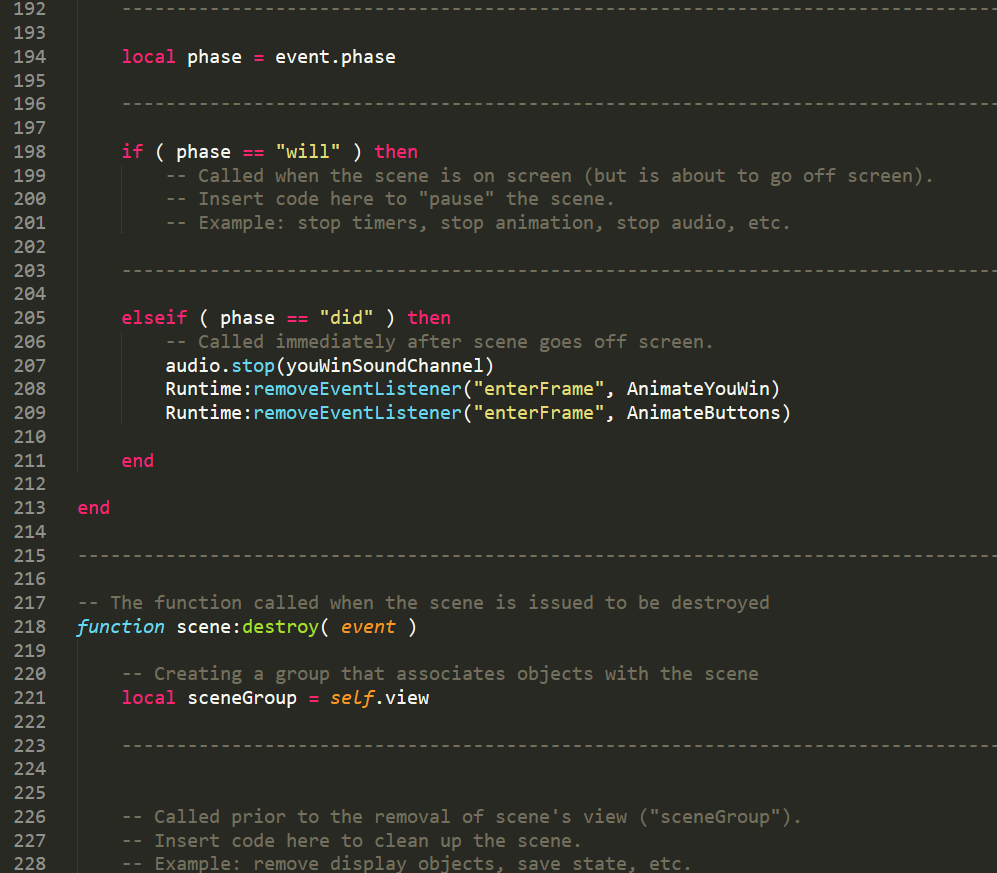 192 --------------------------------------------------------------------------------
193
194 local phase = event.phase
195
196 --------------------------------------------------------------------------------
197
198 if ( phase == "will" ) then
199 -- Called when the scene is on screen (but is about to go off screen).
200 -- Insert code here to "pause" the scene.
201 -- Example: stop timers, stop animation, stop audio, etc.
202
203 --------------------------------------------------------------------------------
204
205 elseif ( phase == "did" ) then
206 -- Called immediately after scene goes off screen.
207 audio.stop(youWinSoundChannel)
208 Runtime:removeEventListener("enterFrame", AnimateYouWin)
209 Runtime:removeEventListener("enterFrame", AnimateButtons)
210
211 end
212
213 end
214
215 ------------------------------------------------------------------------------------
216
217 -- The function called when the scene is issued to be destroyed
218 function scene:destroy( event )
219
220 -- Creating a group that associates objects with the scene
221 local sceneGroup = self.view
222
223 --------------------------------------------------------------------------------
224
225
226 -- Called prior to the removal of scene's view ("sceneGroup").
227 -- Insert code here to clean up the scene.
228 -- Example: remove display objects, save state, etc.